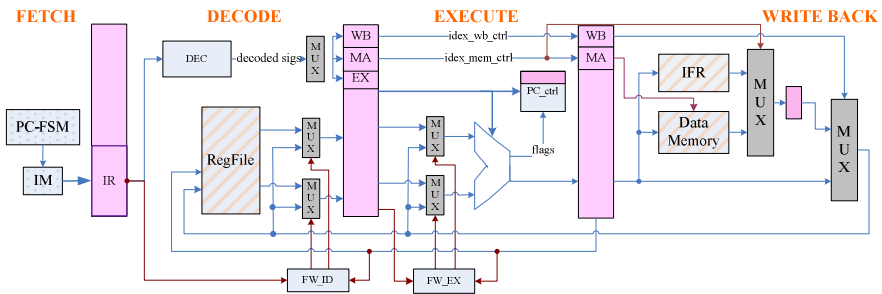 FETCH
DECODE
EXECUTE
WRITE BACK
DEC
decoded sigs
MUX
WB
MA
EX
idex_wb_ctrl
idex_mem_ctrl
PC_ctrl
WB
MA
IFR
MUX
Data
Memory
MUX
PC-FSM
IM
IR
RegFile
MUX
MUX
MUX
MUX
flags
FW_ID
FW_EX